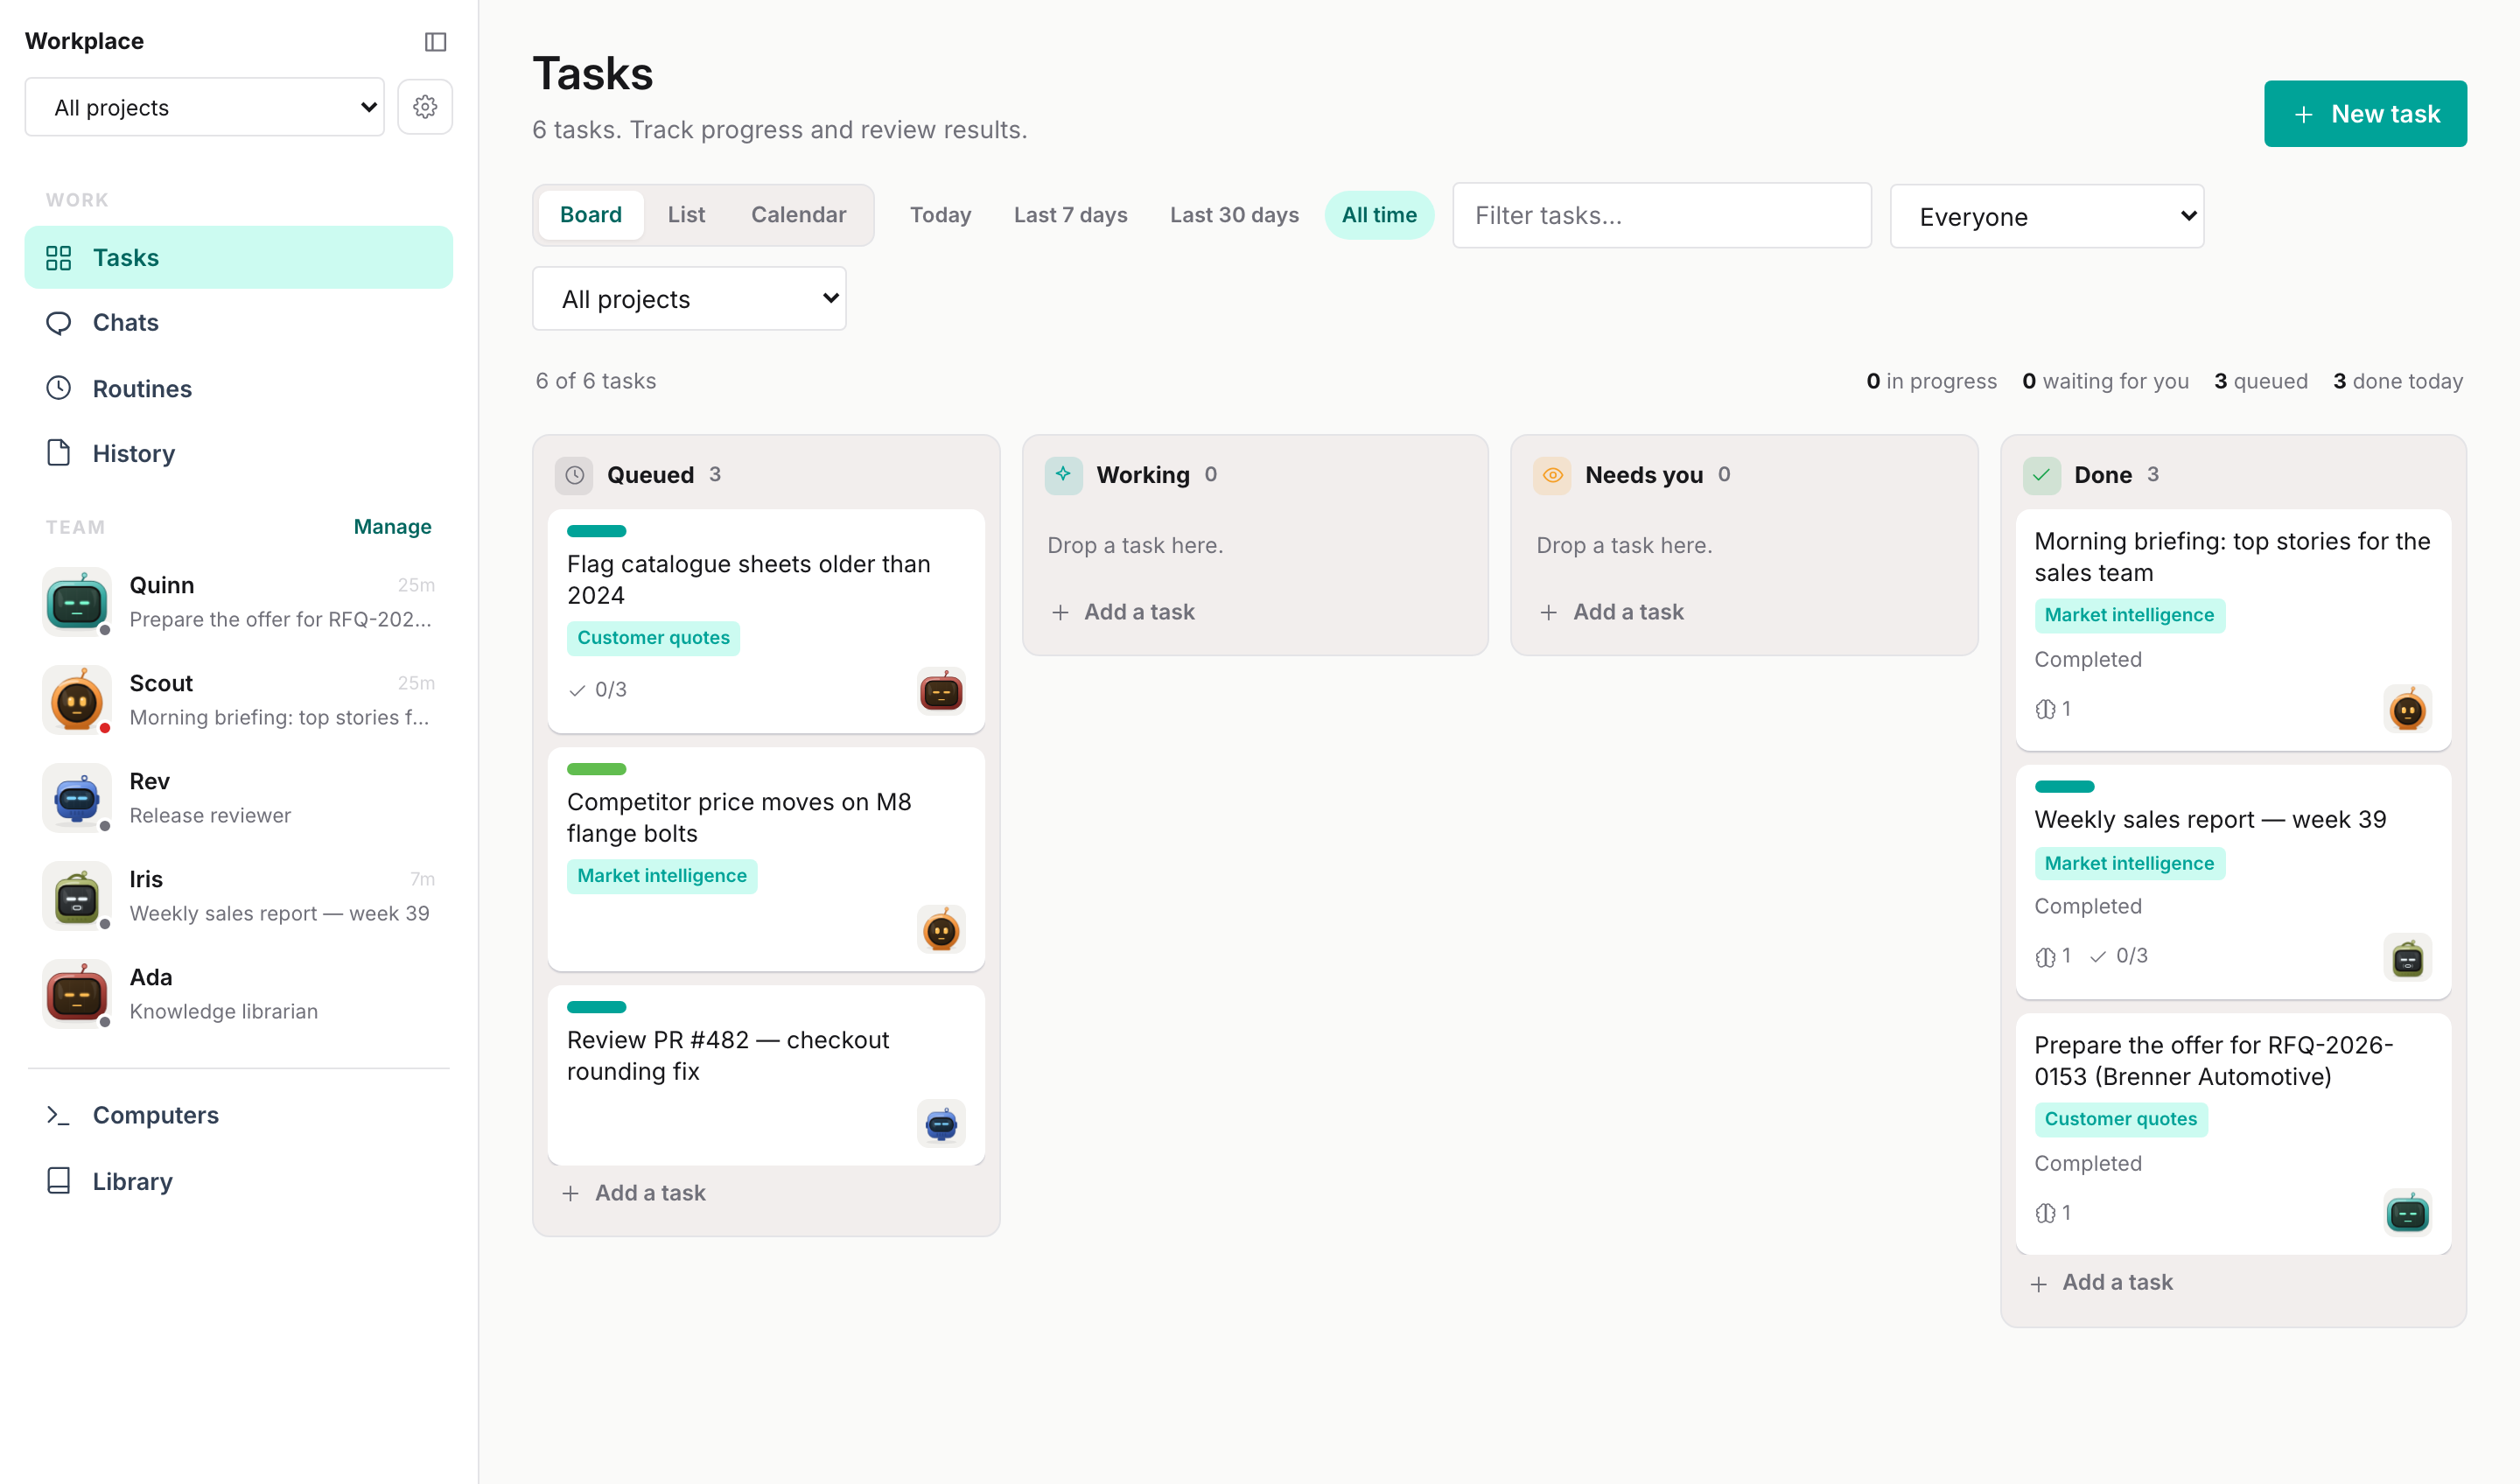 Workplace
All projects
WORK
Tasks
Chats
Routines
History
TEAM
Manage
Quinn
25m
Prepare the offer for RFQ-202...
Scout
25m
Morning briefing: top stories f...
Rev
Release reviewer
Iris
7m
Weekly sales report — week 39
Ada
Knowledge librarian
Computers
Library
Tasks
6 tasks. Track progress and review results.
New task
Board
List
Calendar
Today
Last 7 days
Last 30 days
All time
Filter tasks...
Everyone
All projects
6 of 6 tasks
0 in progress
0 waiting for you
3 queued
3 done today
Queued 3
Flag catalogue sheets older than
2024
Customer quotes
0/3
Competitor price moves on M8
flange bolts
Market intelligence
Review PR #482 — checkout
rounding fix
Add a task
Working 0
Drop a task here.
Add a task
Needs you 0
Drop a task here.
Add a task
Done 3
Morning briefing: top stories for the
sales team
Market intelligence
Completed
1
Weekly sales report — week 39
Market intelligence
Completed
1
0/3
Prepare the offer for RFQ-2026-
0153 (Brenner Automotive)
Customer quotes
Completed
1
Add a task